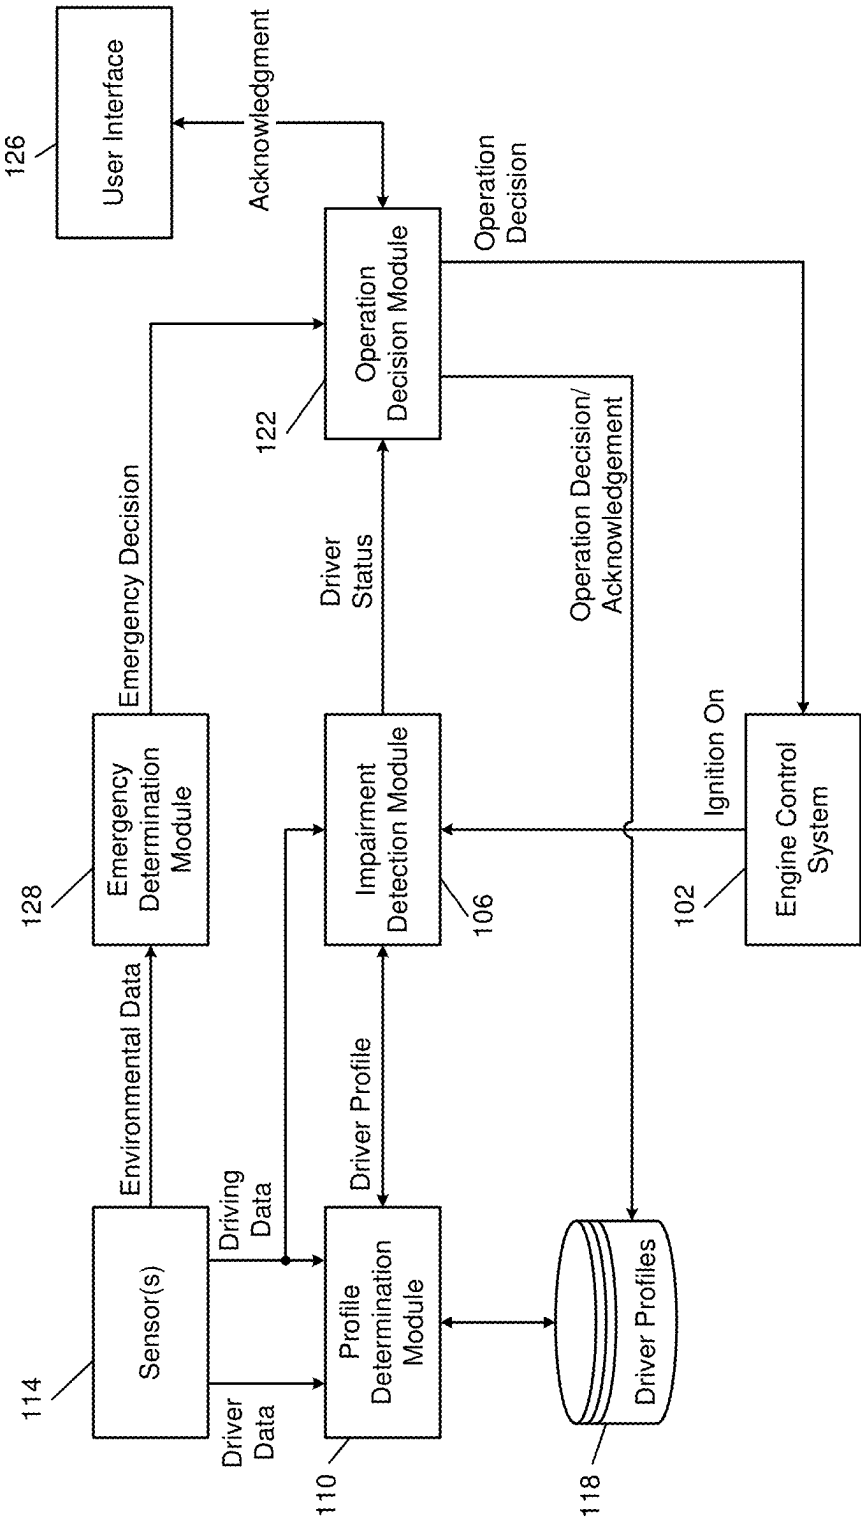 114
128
126
Sensor(s)
Environmental Data
Emergency
Determination
Module
Emergency Decision
User Interface
Driver
Data
Driving
Data
Acknowledgment
110
122
Profile
Determination
Module
Driver Profile
Impairment
Detection Module
Driver
Status
Operation
Decision Module
106
Operation
Decision
118
Driver Profiles
Operation Decision/
Acknowledgement
102
Ignition On
Engine Control
System